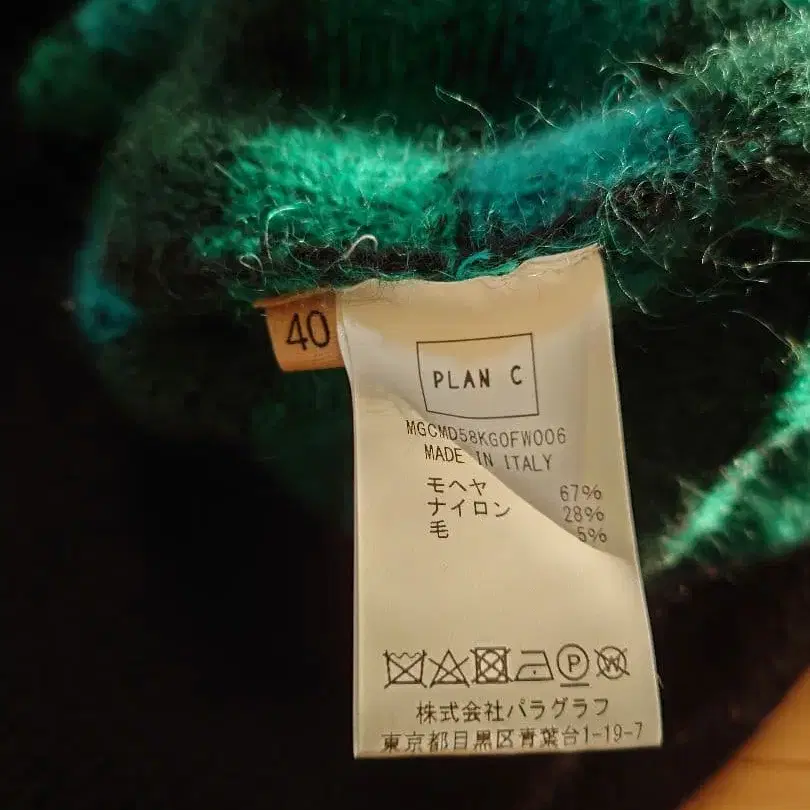 40
PLAN C
MGCMD58KG0FW006
MADE IN ITALY
モヘヤ 67%
ナイロン 28%
毛 5%
P W
株式会社パラグラフ
東京都目黒区青葉台1-19-7